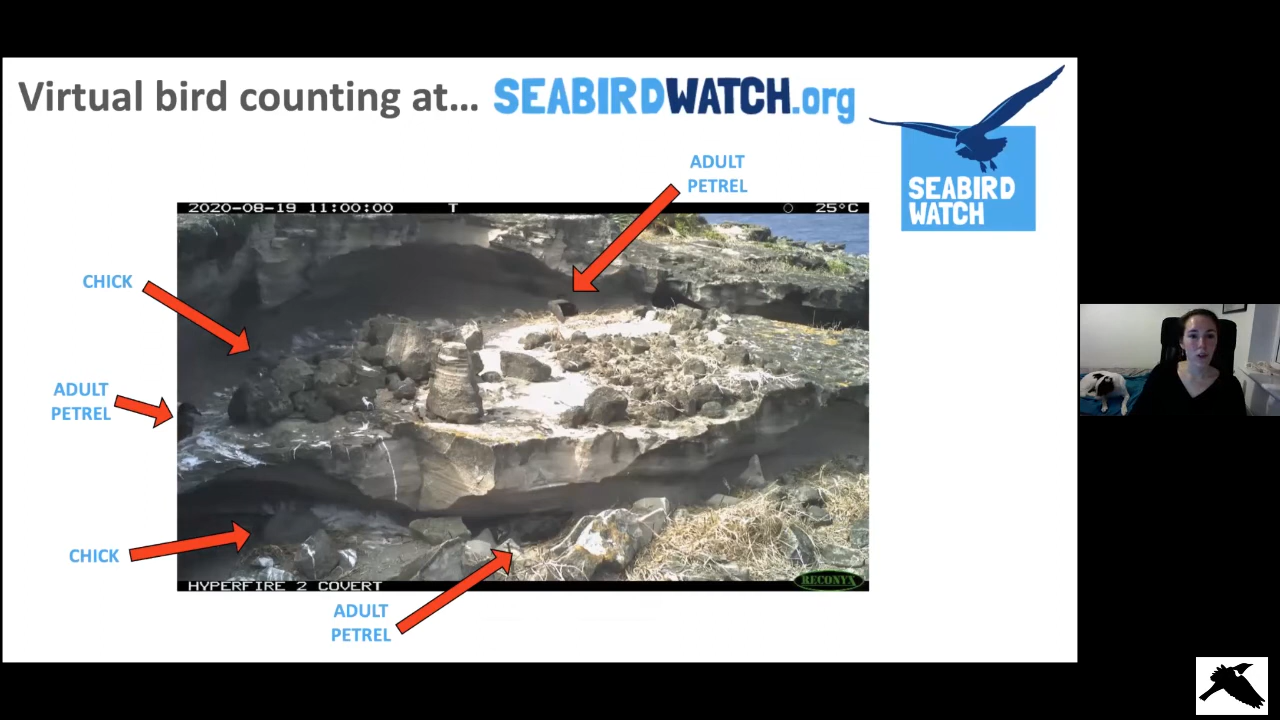 Virtual bird counting at... SEABIRDWATCH.org
SEABIRD
WATCH
ADULT
PETREL
2020-08-19 11:00:00 T 25°C
CHICK
ADULT
PETREL
CHICK
HYPERFIRE 2 COVERT
RECONYX
ADULT
PETREL